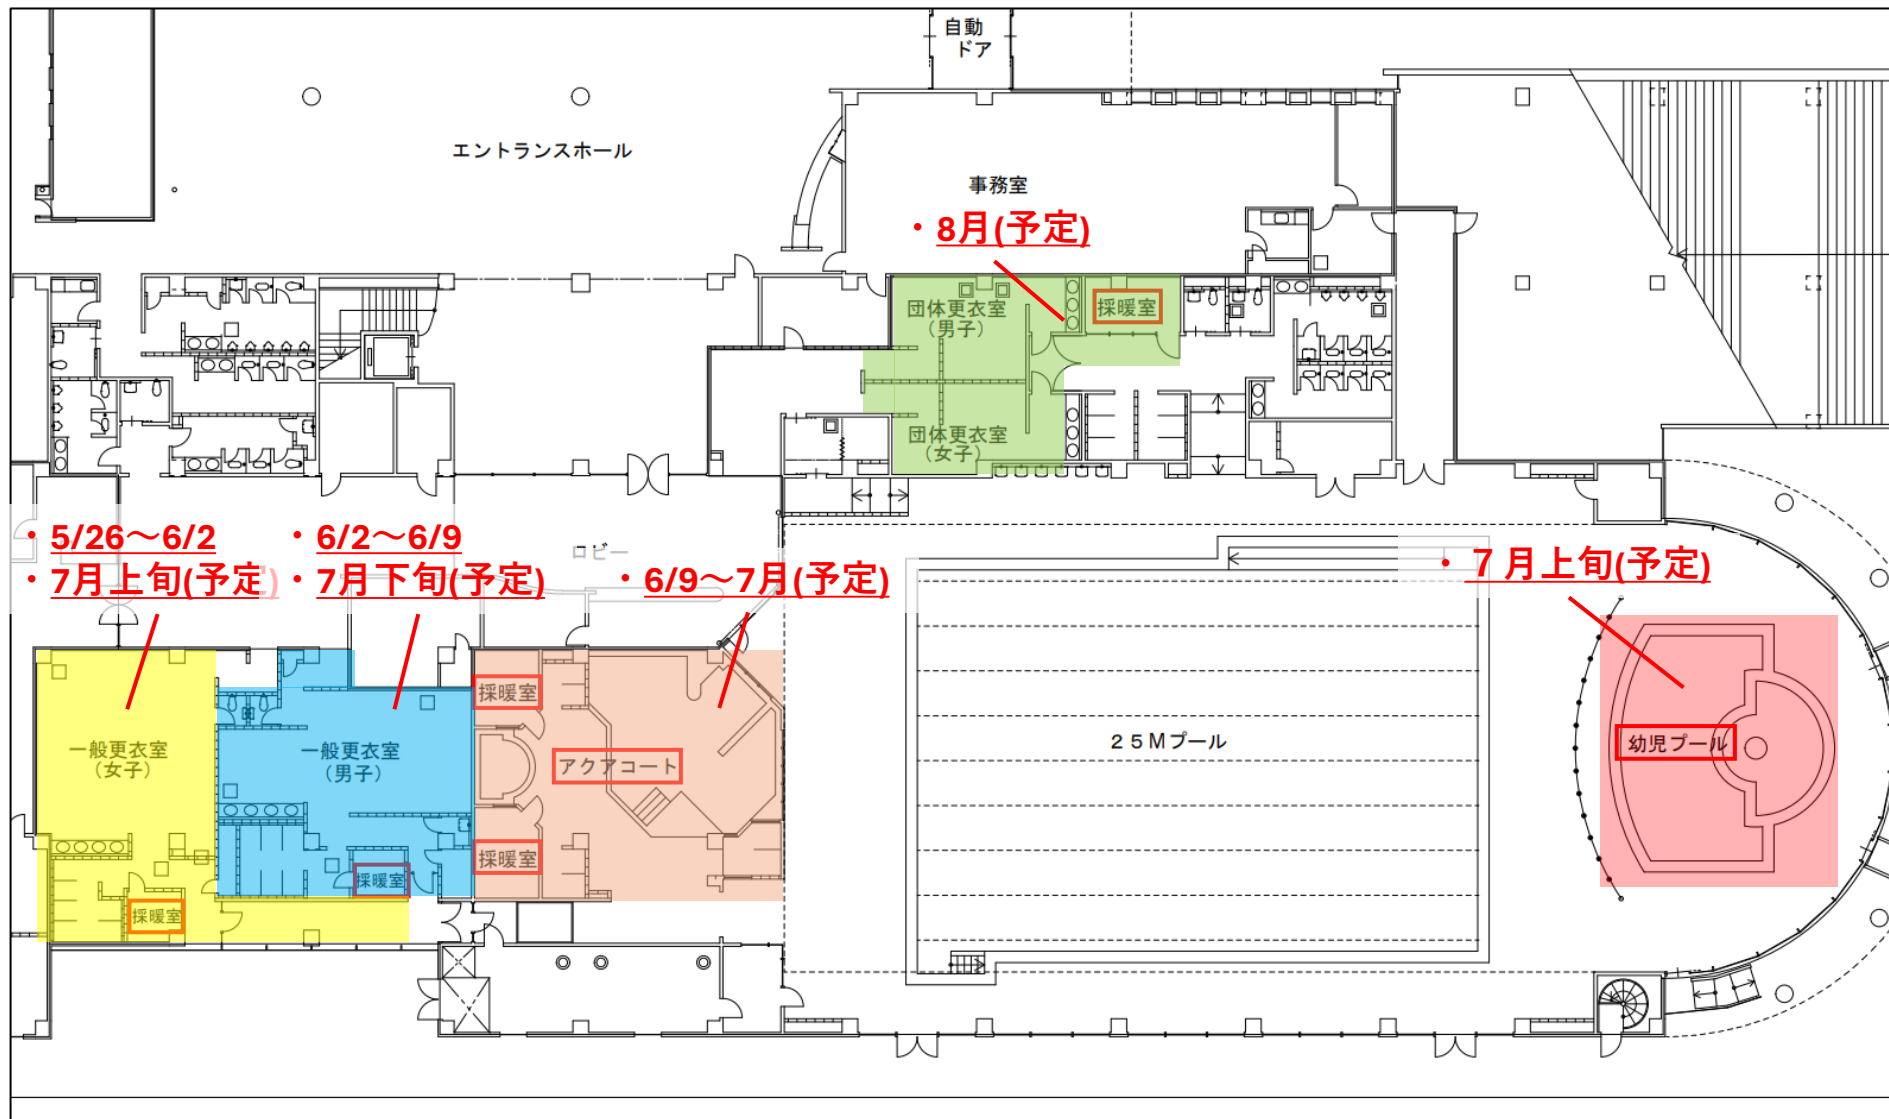 自動
ドア
エントランスホール
事務室
・8月(予定)
団体更衣室
（男子）
採暖室
団体更衣室
（女子）
・5/26～6/2
・7月上旬(予定)
・6/2～6/9
・7月下旬(予定)
ロビー
・6/9～7月(予定)
・７月上旬(予定)
採暖室
一般更衣室
（女子）
一般更衣室
（男子）
アクアコート
２５Ｍプール
幼児プール
採暖室
採暖室
採暖室